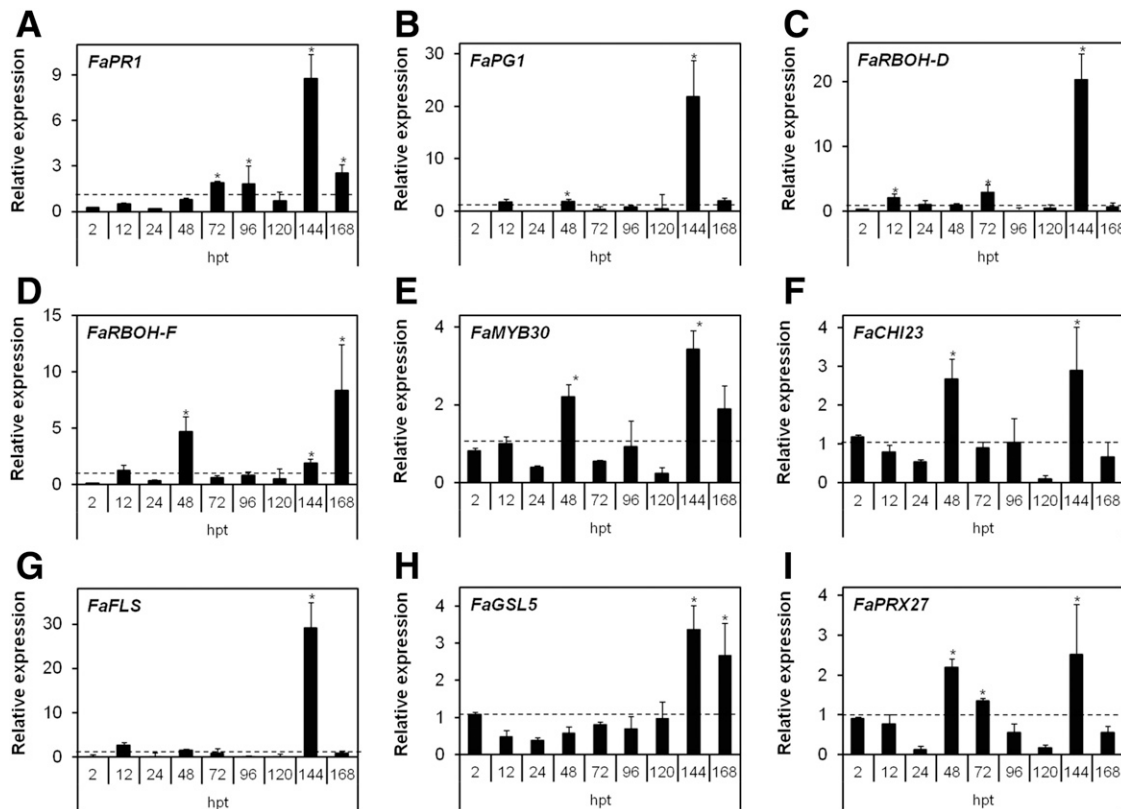 A
Relative expression
FaPR1
9
6
3
0
* * * *
2 12 24 48 72 96 120 144 168
hpt
B
Relative expression
FaPG1
30
20
10
0
* *
2 12 24 48 72 96 120 144 168
hpt
C
Relative expression
FaRBOH-D
20
10
0
* * *
2 12 24 48 72 96 120 144 168
hpt
D
Relative expression
FaRBOH-F
15
10
5
0
* * *
2 12 24 48 72 96 120 144 168
hpt
E
Relative expression
FaMYB30
4
2
0
* *
2 12 24 48 72 96 120 144 168
hpt
F
Relative expression
FaCHI23
4
3
2
1
0
* *
2 12 24 48 72 96 120 144 168
hpt
G
Relative expression
FaFLS
30
20
10
0
*
2 12 24 48 72 96 120 144 168
hpt
H
Relative expression
FaGSL5
4
3
2
1
0
* *
2 12 24 48 72 96 120 144 168
hpt
I
Relative expression
FaPRX27
4
3
2
1
0
* * *
2 12 24 48 72 96 120 144 168
hpt